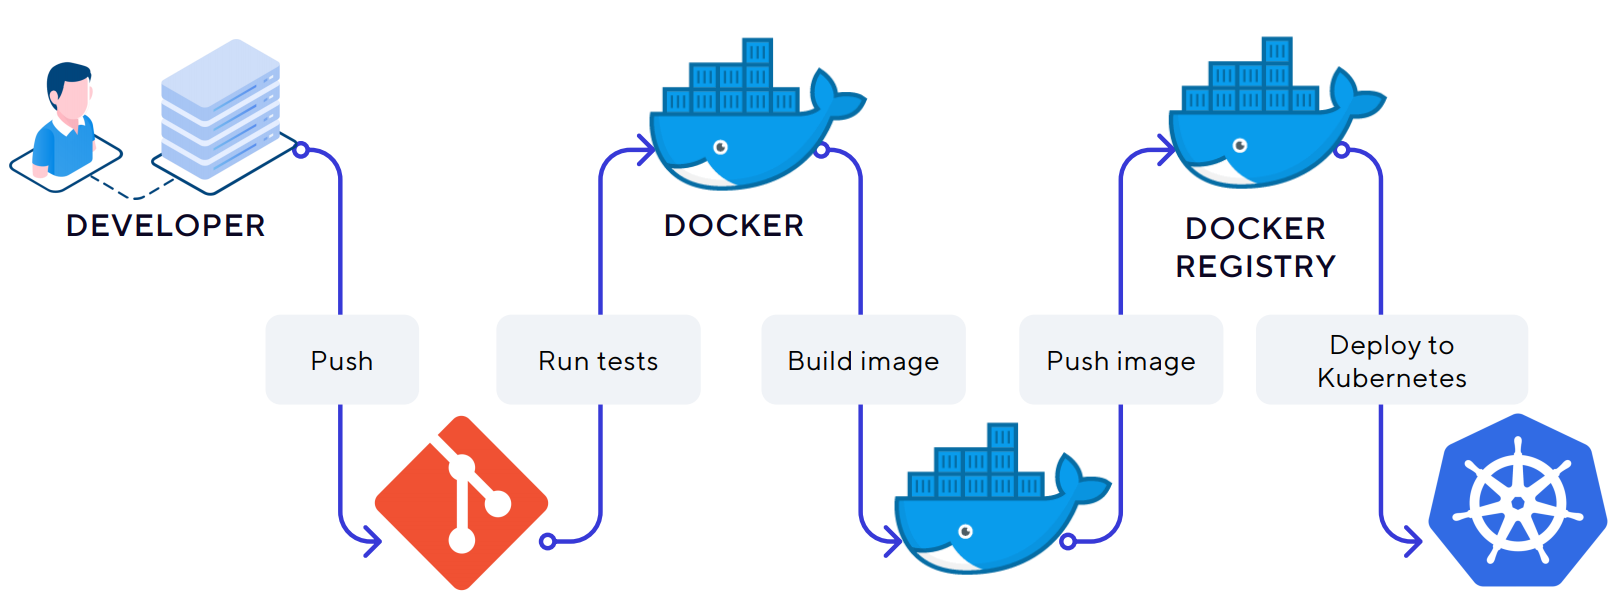 DEVELOPER
DOCKER
DOCKER
REGISTRY
Push
Run tests
Build image
Push image
Deploy to
Kubernetes